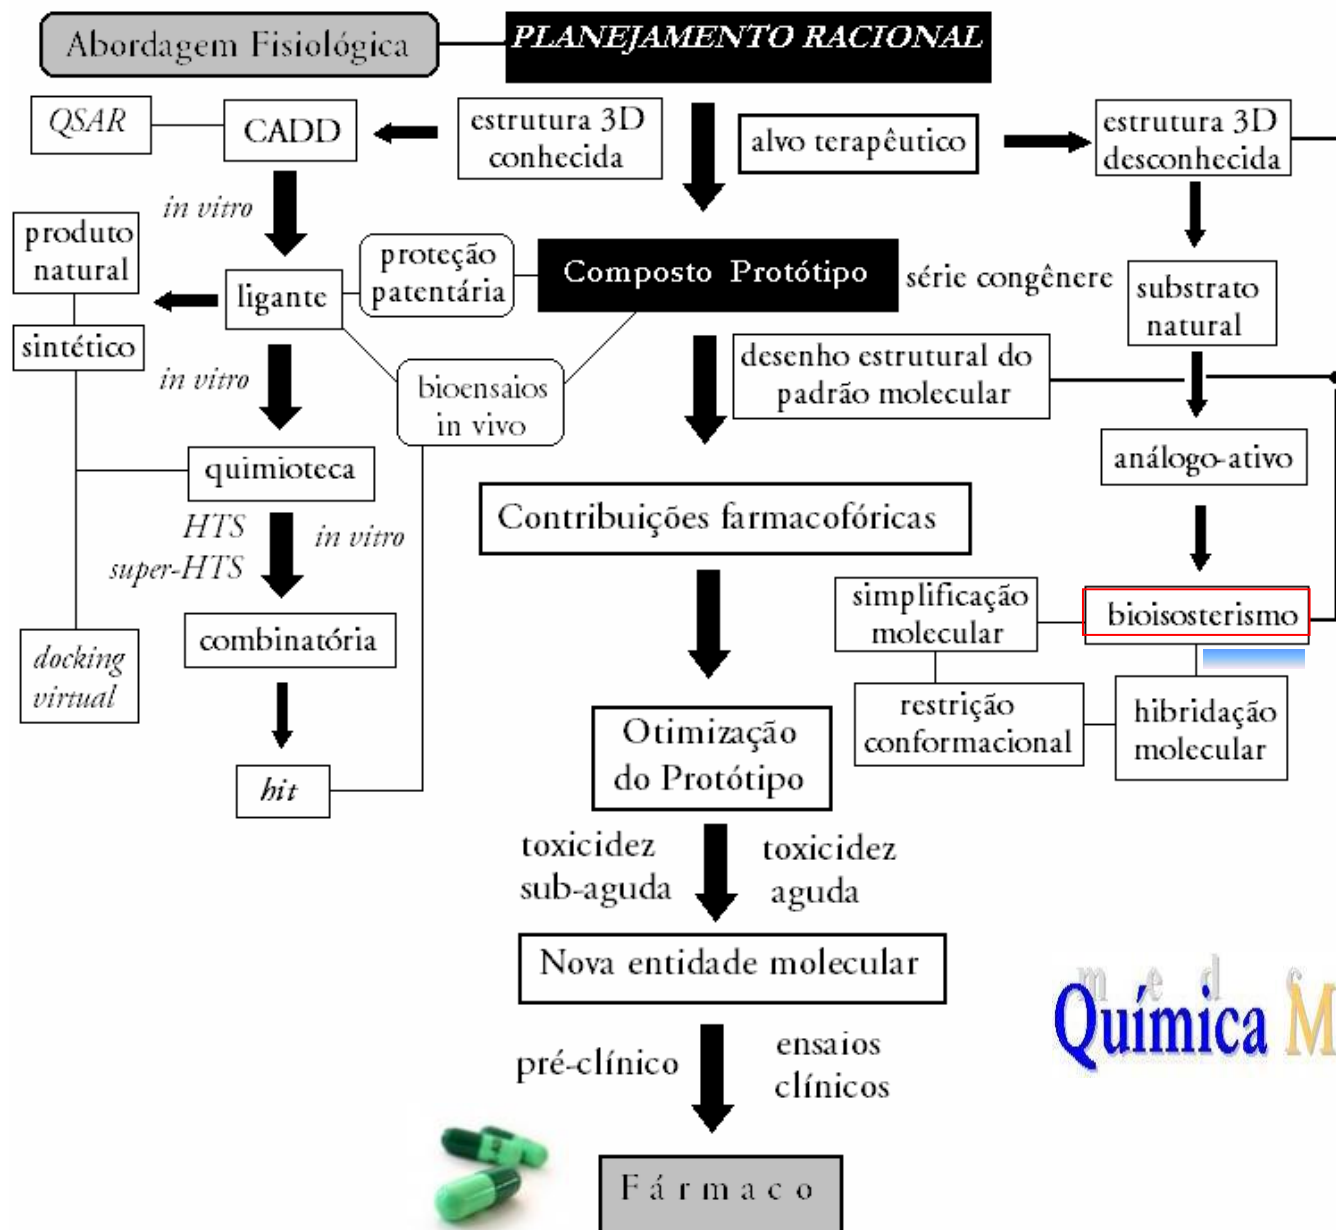 Abordagem Fisiológica
PLANEJAMENTO RACIONAL
QSAR
CADD
estrutura 3D
conhecida
alvo terapêutico
estrutura 3D
desconhecida
in vitro
produto
natural
sintético
ligante
proteção
patentária
Composto Protótipo
série congênere
substrato
natural
in vitro
bioensaios
in vivo
desenho estrutural do
padrão molecular
quimioteca
análogo-ativo
HTS
super-HTS
in vitro
Contribuições farmacofóricas
combinatória
docking
virtual
simplificação
molecular
bioisosterismo
restrição
conformacional
hibridação
molecular
hit
Otimização
do Protótipo
toxicidez
sub-aguda
toxicidez
aguda
Nova entidade molecular
m e d c
Química M
pré-clínico
ensaios
clínicos
Fármaco